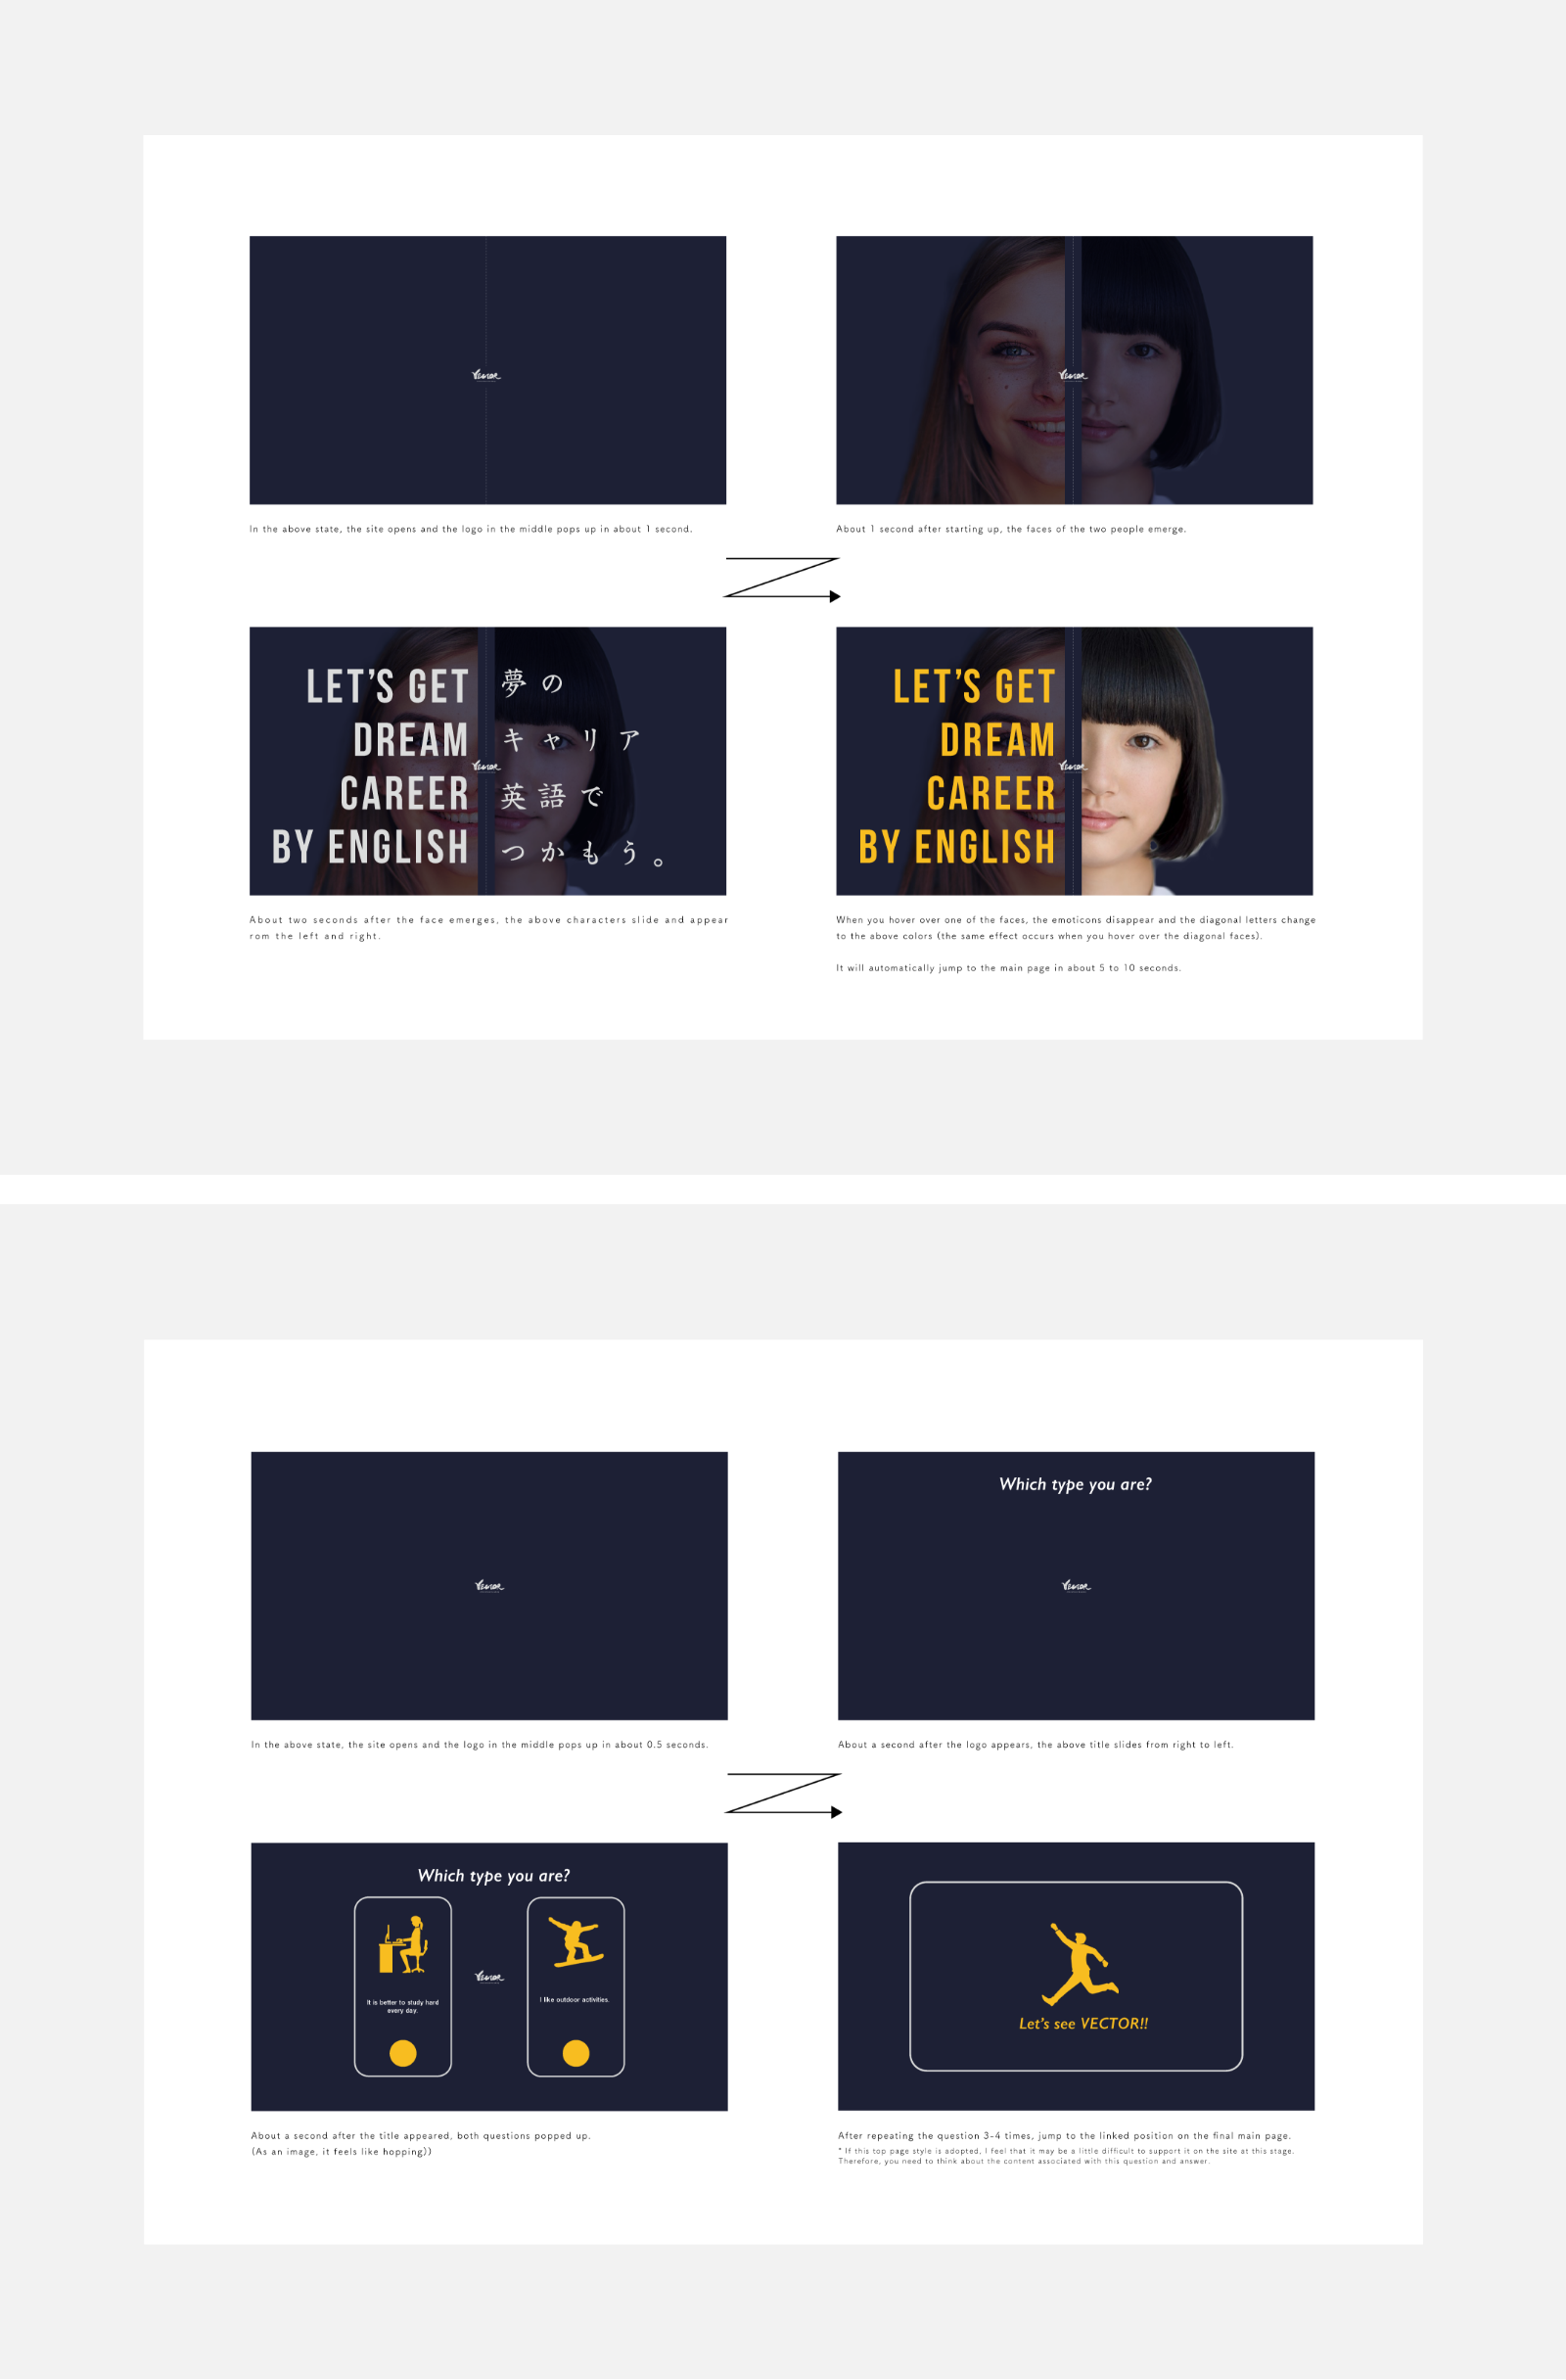 VECTOR
VECTOR
In the above state, the site opens and the logo in the middle pops up in about 1 second.
About 1 second after starting up, the faces of the two people emerge.
LET'S GET
DREAM
CAREER
BY ENGLISH
夢の
キャリア
英語で
つかもう。
VECTOR
LET'S GET
DREAM
CAREER
BY ENGLISH
VECTOR
About two seconds after the face emerges, the above characters slide and appear
rom the left and right.
When you hover over one of the faces, the emoticons disappear and the diagonal letters change
to the above colors (the same effect occurs when you hover over the diagonal faces).
It will automatically jump to the main page in about 5 to 10 seconds.
VECTOR
Which type you are?
VECTOR
In the above state, the site opens and the logo in the middle pops up in about 0.5 seconds.
About a second after the logo appears, the above title slides from right to left.
Which type you are?
It is better to study hard
every day.
VECTOR
I like outdoor activities.
Let's see VECTOR!!
About a second after the title appeared, both questions popped up.
(As an image, it feels like hopping))
After repeating the question 3-4 times, jump to the linked position on the final main page.
* If this top page style is adopted, I feel that it may be a little difficult to support it on the site at this stage.
Therefore, you need to think about the content associated with this question and answer.